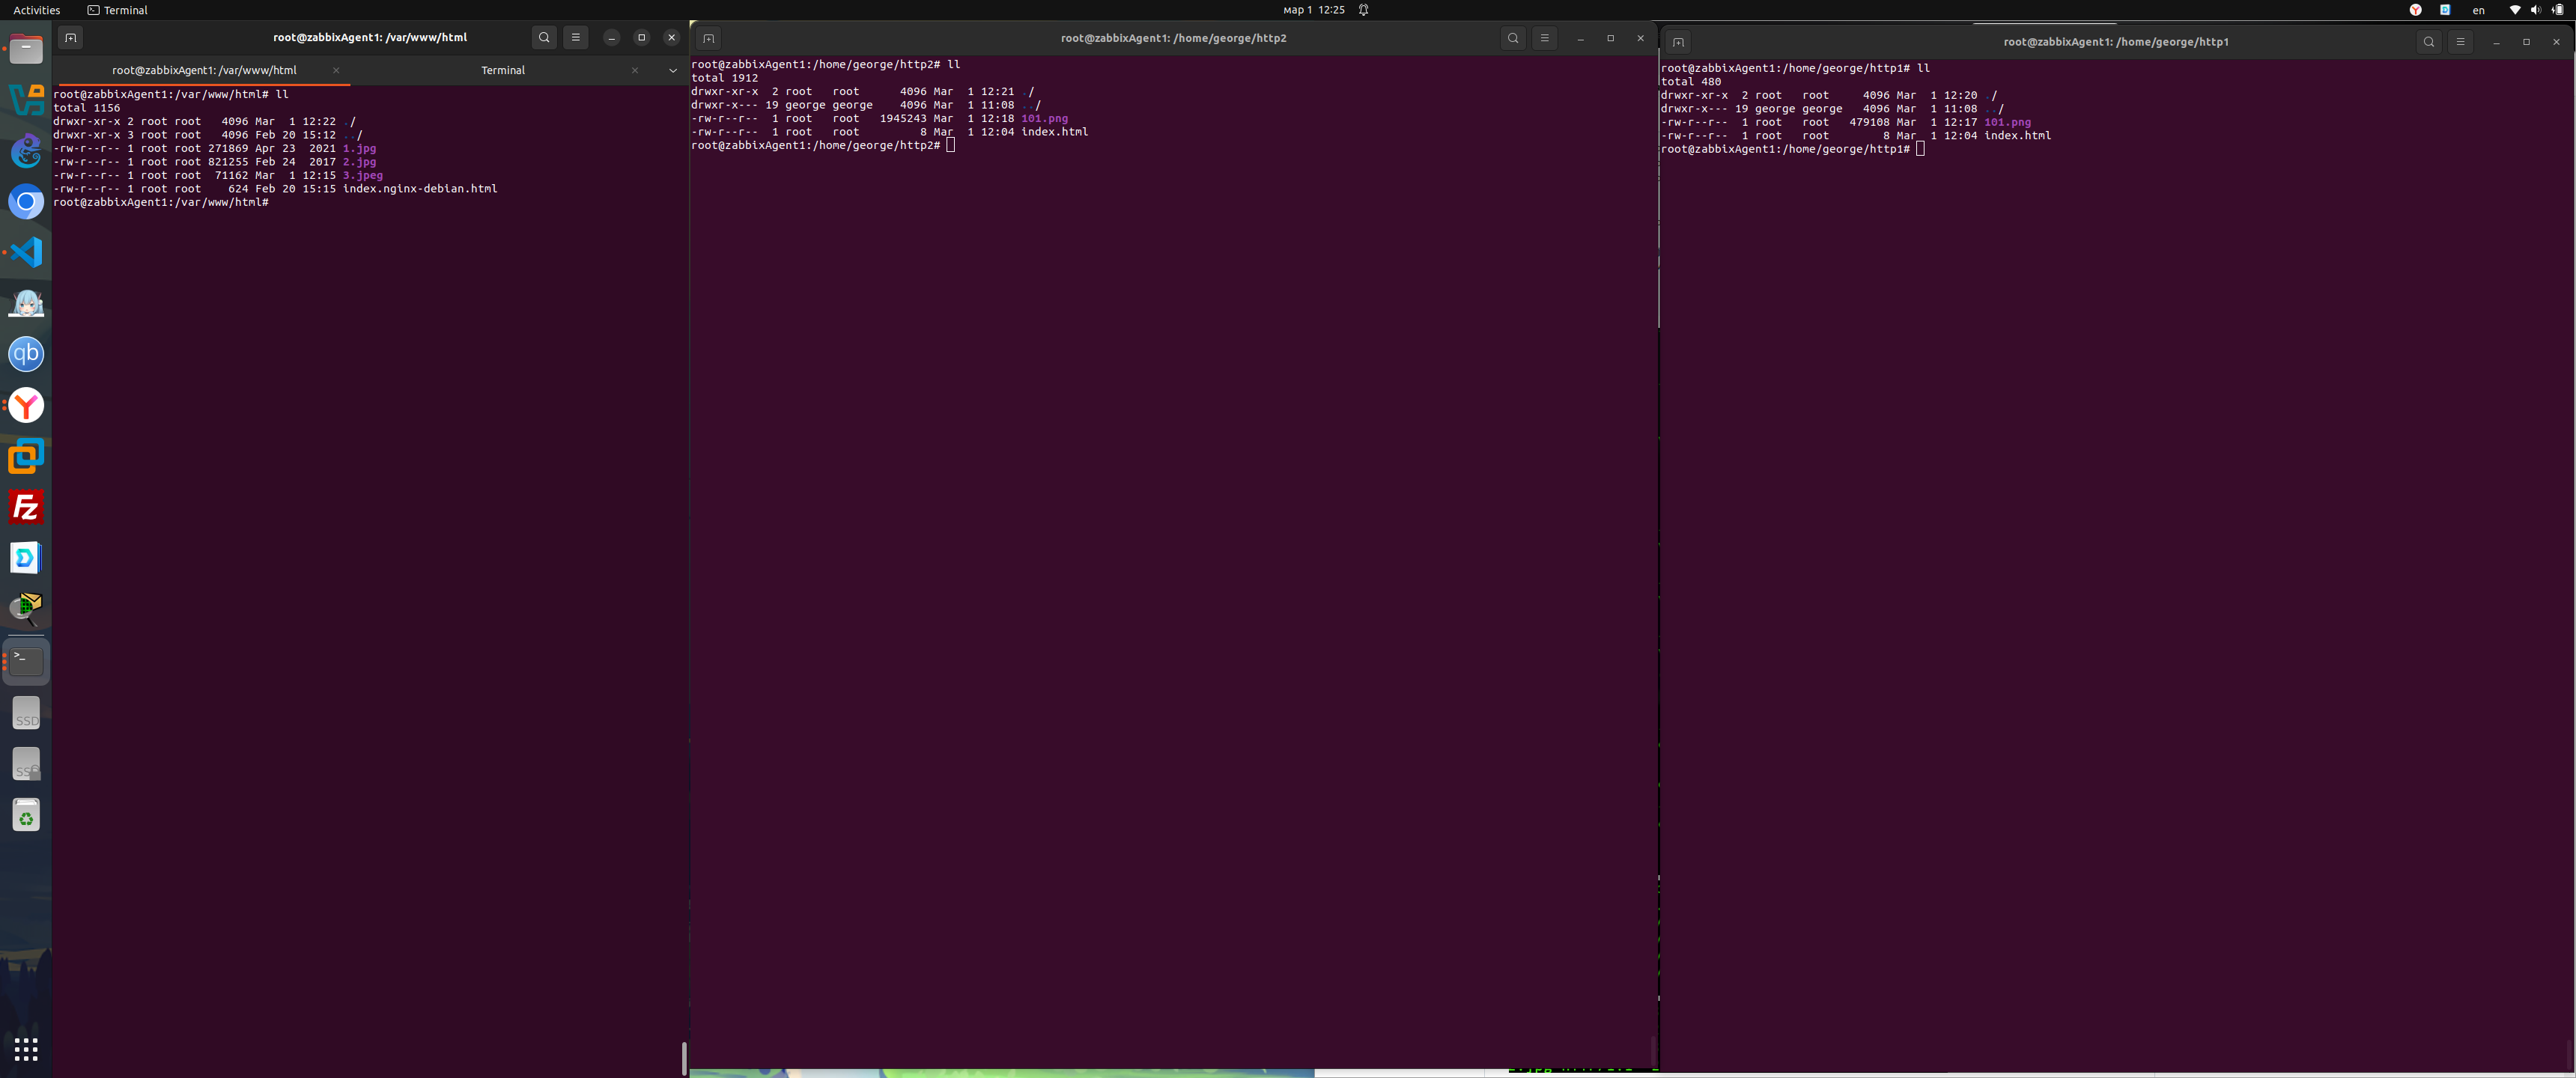 Activities
Terminal
мар 1 12:25
en
root@zabbixAgent1: /var/www/html
root@zabbixAgent1: /var/www/html
Terminal
root@zabbixAgent1:/var/www/html# ll
total 1156
drwxr-xr-x 2 root root   4096 Mar  1 12:22 ./
drwxr-xr-x 3 root root   4096 Feb 20 15:12 ../
-rw-r--r-- 1 root root 271869 Apr 23  2021 1.jpg
-rw-r--r-- 1 root root 821255 Feb 24  2017 2.jpg
-rw-r--r-- 1 root root  71162 Mar  1 12:15 3.jpeg
-rw-r--r-- 1 root root    624 Feb 20 15:15 index.nginx-debian.html
root@zabbixAgent1:/var/www/html#
root@zabbixAgent1: /home/george/http2
root@zabbixAgent1:/home/george/http2# ll
total 1912
drwxr-xr-x  2 root   root      4096 Mar  1 12:21 ./
drwxr-x--- 19 george george    4096 Mar  1 11:08 ../
-rw-r--r--  1 root   root   1945243 Mar  1 12:18 101.png
-rw-r--r--  1 root   root         8 Mar  1 12:04 index.html
root@zabbixAgent1:/home/george/http2#
root@zabbixAgent1: /home/george/http1
root@zabbixAgent1:/home/george/http1# ll
total 480
drwxr-xr-x  2 root   root     4096 Mar  1 12:20 ./
drwxr-x--- 19 george george   4096 Mar  1 11:08 ../
-rw-r--r--  1 root   root   479108 Mar  1 12:17 101.png
-rw-r--r--  1 root   root        8 Mar  1 12:04 index.html
root@zabbixAgent1:/home/george/http1#
qb
Y
Fz
D
>_
SSD